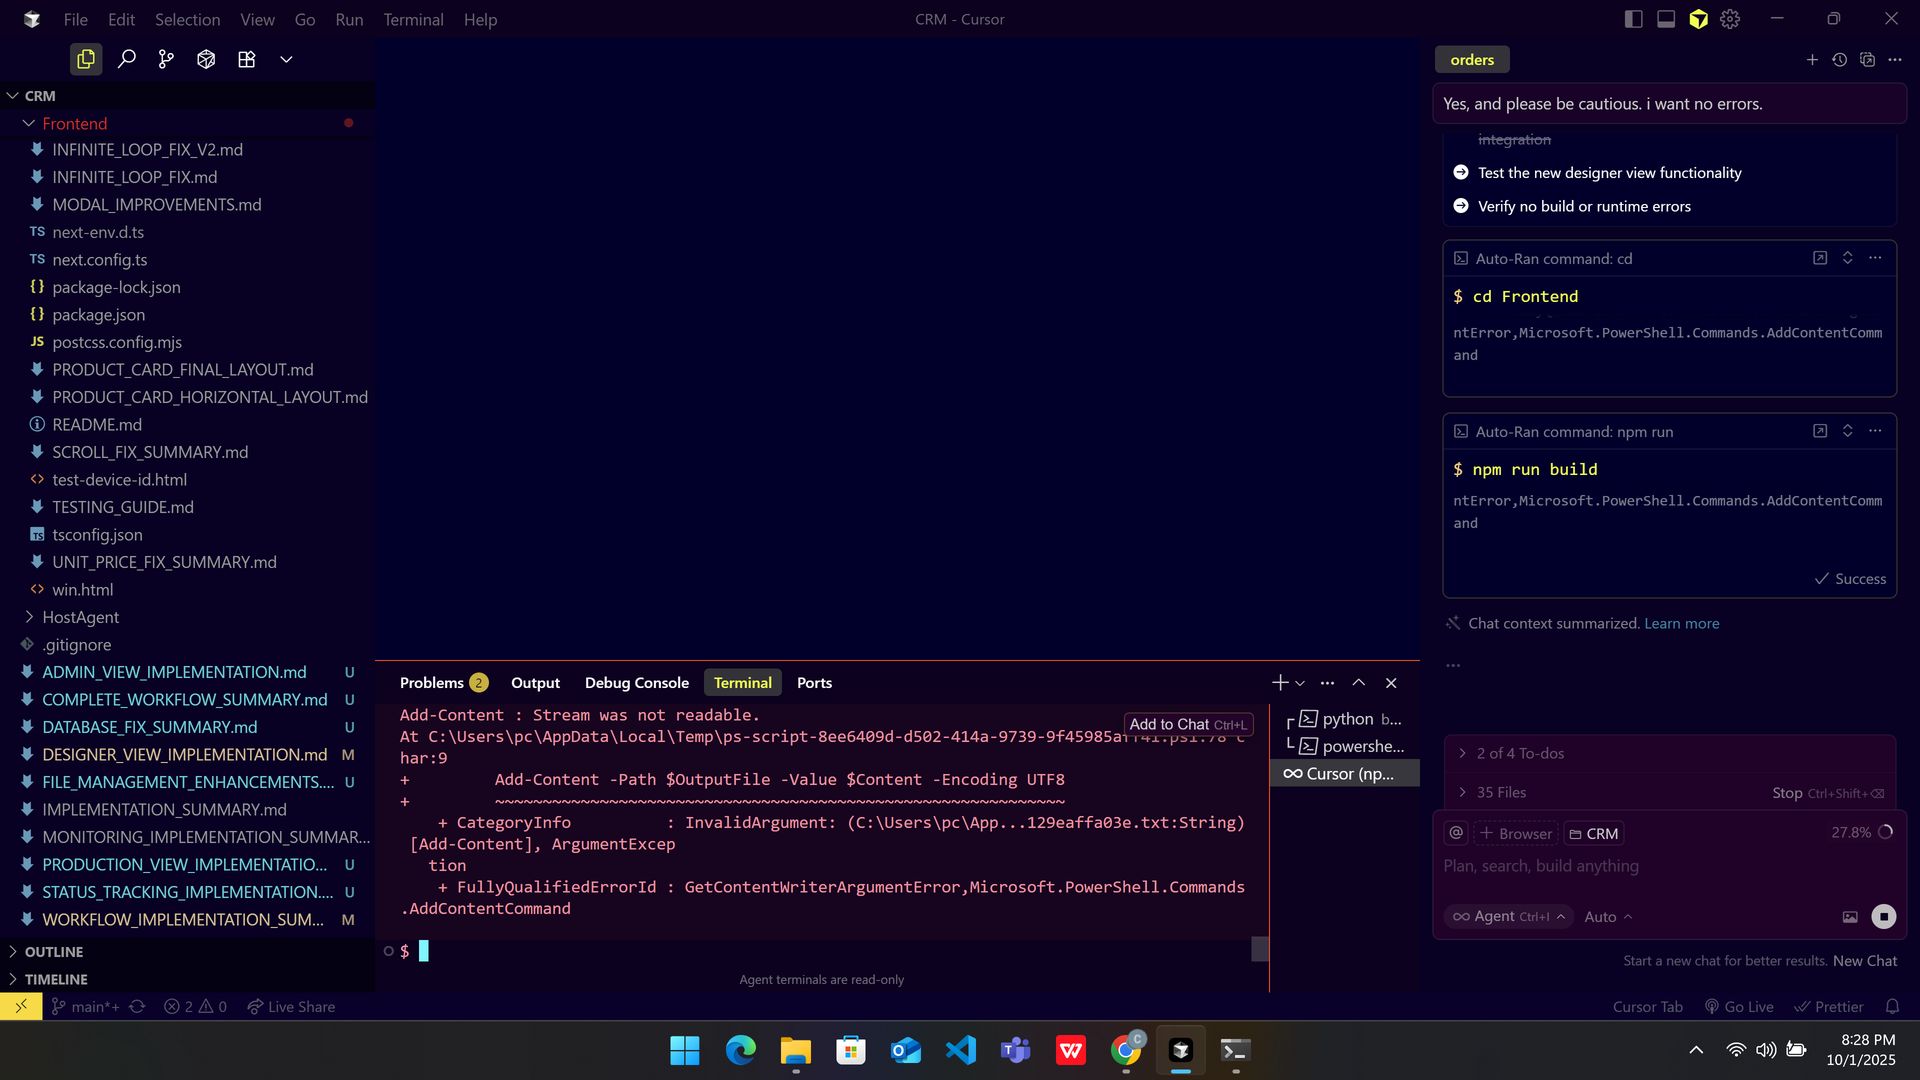 File Edit Selection View Go Run Terminal Help
CRM - Cursor
CRM
Frontend
INFINITE_LOOP_FIX_V2.md
INFINITE_LOOP_FIX.md
MODAL_IMPROVEMENTS.md
TS next-env.d.ts
TS next.config.ts
{} package-lock.json
{} package.json
JS postcss.config.mjs
PRODUCT_CARD_FINAL_LAYOUT.md
PRODUCT_CARD_HORIZONTAL_LAYOUT.md
README.md
SCROLL_FIX_SUMMARY.md
<> test-device-id.html
TESTING_GUIDE.md
TS tsconfig.json
UNIT_PRICE_FIX_SUMMARY.md
<> win.html
HostAgent
.gitignore
ADMIN_VIEW_IMPLEMENTATION.md U
COMPLETE_WORKFLOW_SUMMARY.md U
DATABASE_FIX_SUMMARY.md U
DESIGNER_VIEW_IMPLEMENTATION.md M
FILE_MANAGEMENT_ENHANCEMENTS.... U
IMPLEMENTATION_SUMMARY.md
MONITORING_IMPLEMENTATION_SUMMAR...
PRODUCTION_VIEW_IMPLEMENTATIO... U
STATUS_TRACKING_IMPLEMENTATION.... U
WORKFLOW_IMPLEMENTATION_SUM... M
OUTLINE
TIMELINE
Problems 2 Output Debug Console Terminal Ports
Add-Content : Stream was not readable.
Add to Chat Ctrl+L
At C:\Users\pc\AppData\Local\Temp\ps-script-8ee6409d-d502-414a-9739-9f45985aff41.ps1:78 c
har:9
+         Add-Content -Path $OutputFile -Value $Content -Encoding UTF8
+         ~~~~~~~~~~~~~~~~~~~~~~~~~~~~~~~~~~~~~~~~~~~~~~~~~~~~~~~~~~~~
+ CategoryInfo          : InvalidArgument: (C:\Users\pc\App...129eaffa03e.txt:String)
[Add-Content], ArgumentExcep
tion
+ FullyQualifiedErrorId : GetContentWriterArgumentError,Microsoft.PowerShell.Commands
.AddContentCommand
$
Agent terminals are read-only
python b...
powershe...
Cursor (np...
orders
Yes, and please be cautious. i want no errors.
integration
Test the new designer view functionality
Verify no build or runtime errors
Auto-Ran command: cd
$ cd Frontend
ntError,Microsoft.PowerShell.Commands.AddContentComm
and
Auto-Ran command: npm run
$ npm run build
ntError,Microsoft.PowerShell.Commands.AddContentComm
and
Success
Chat context summarized. Learn more
...
2 of 4 To-dos
35 Files Stop Ctrl+Shift+⌫
@ + Browser CRM 27.8%
Plan, search, build anything
Agent Ctrl+I Auto
Start a new chat for better results. New Chat
main*+ 2 0 Live Share
Cursor Tab Go Live Prettier
8:28 PM
10/1/2025